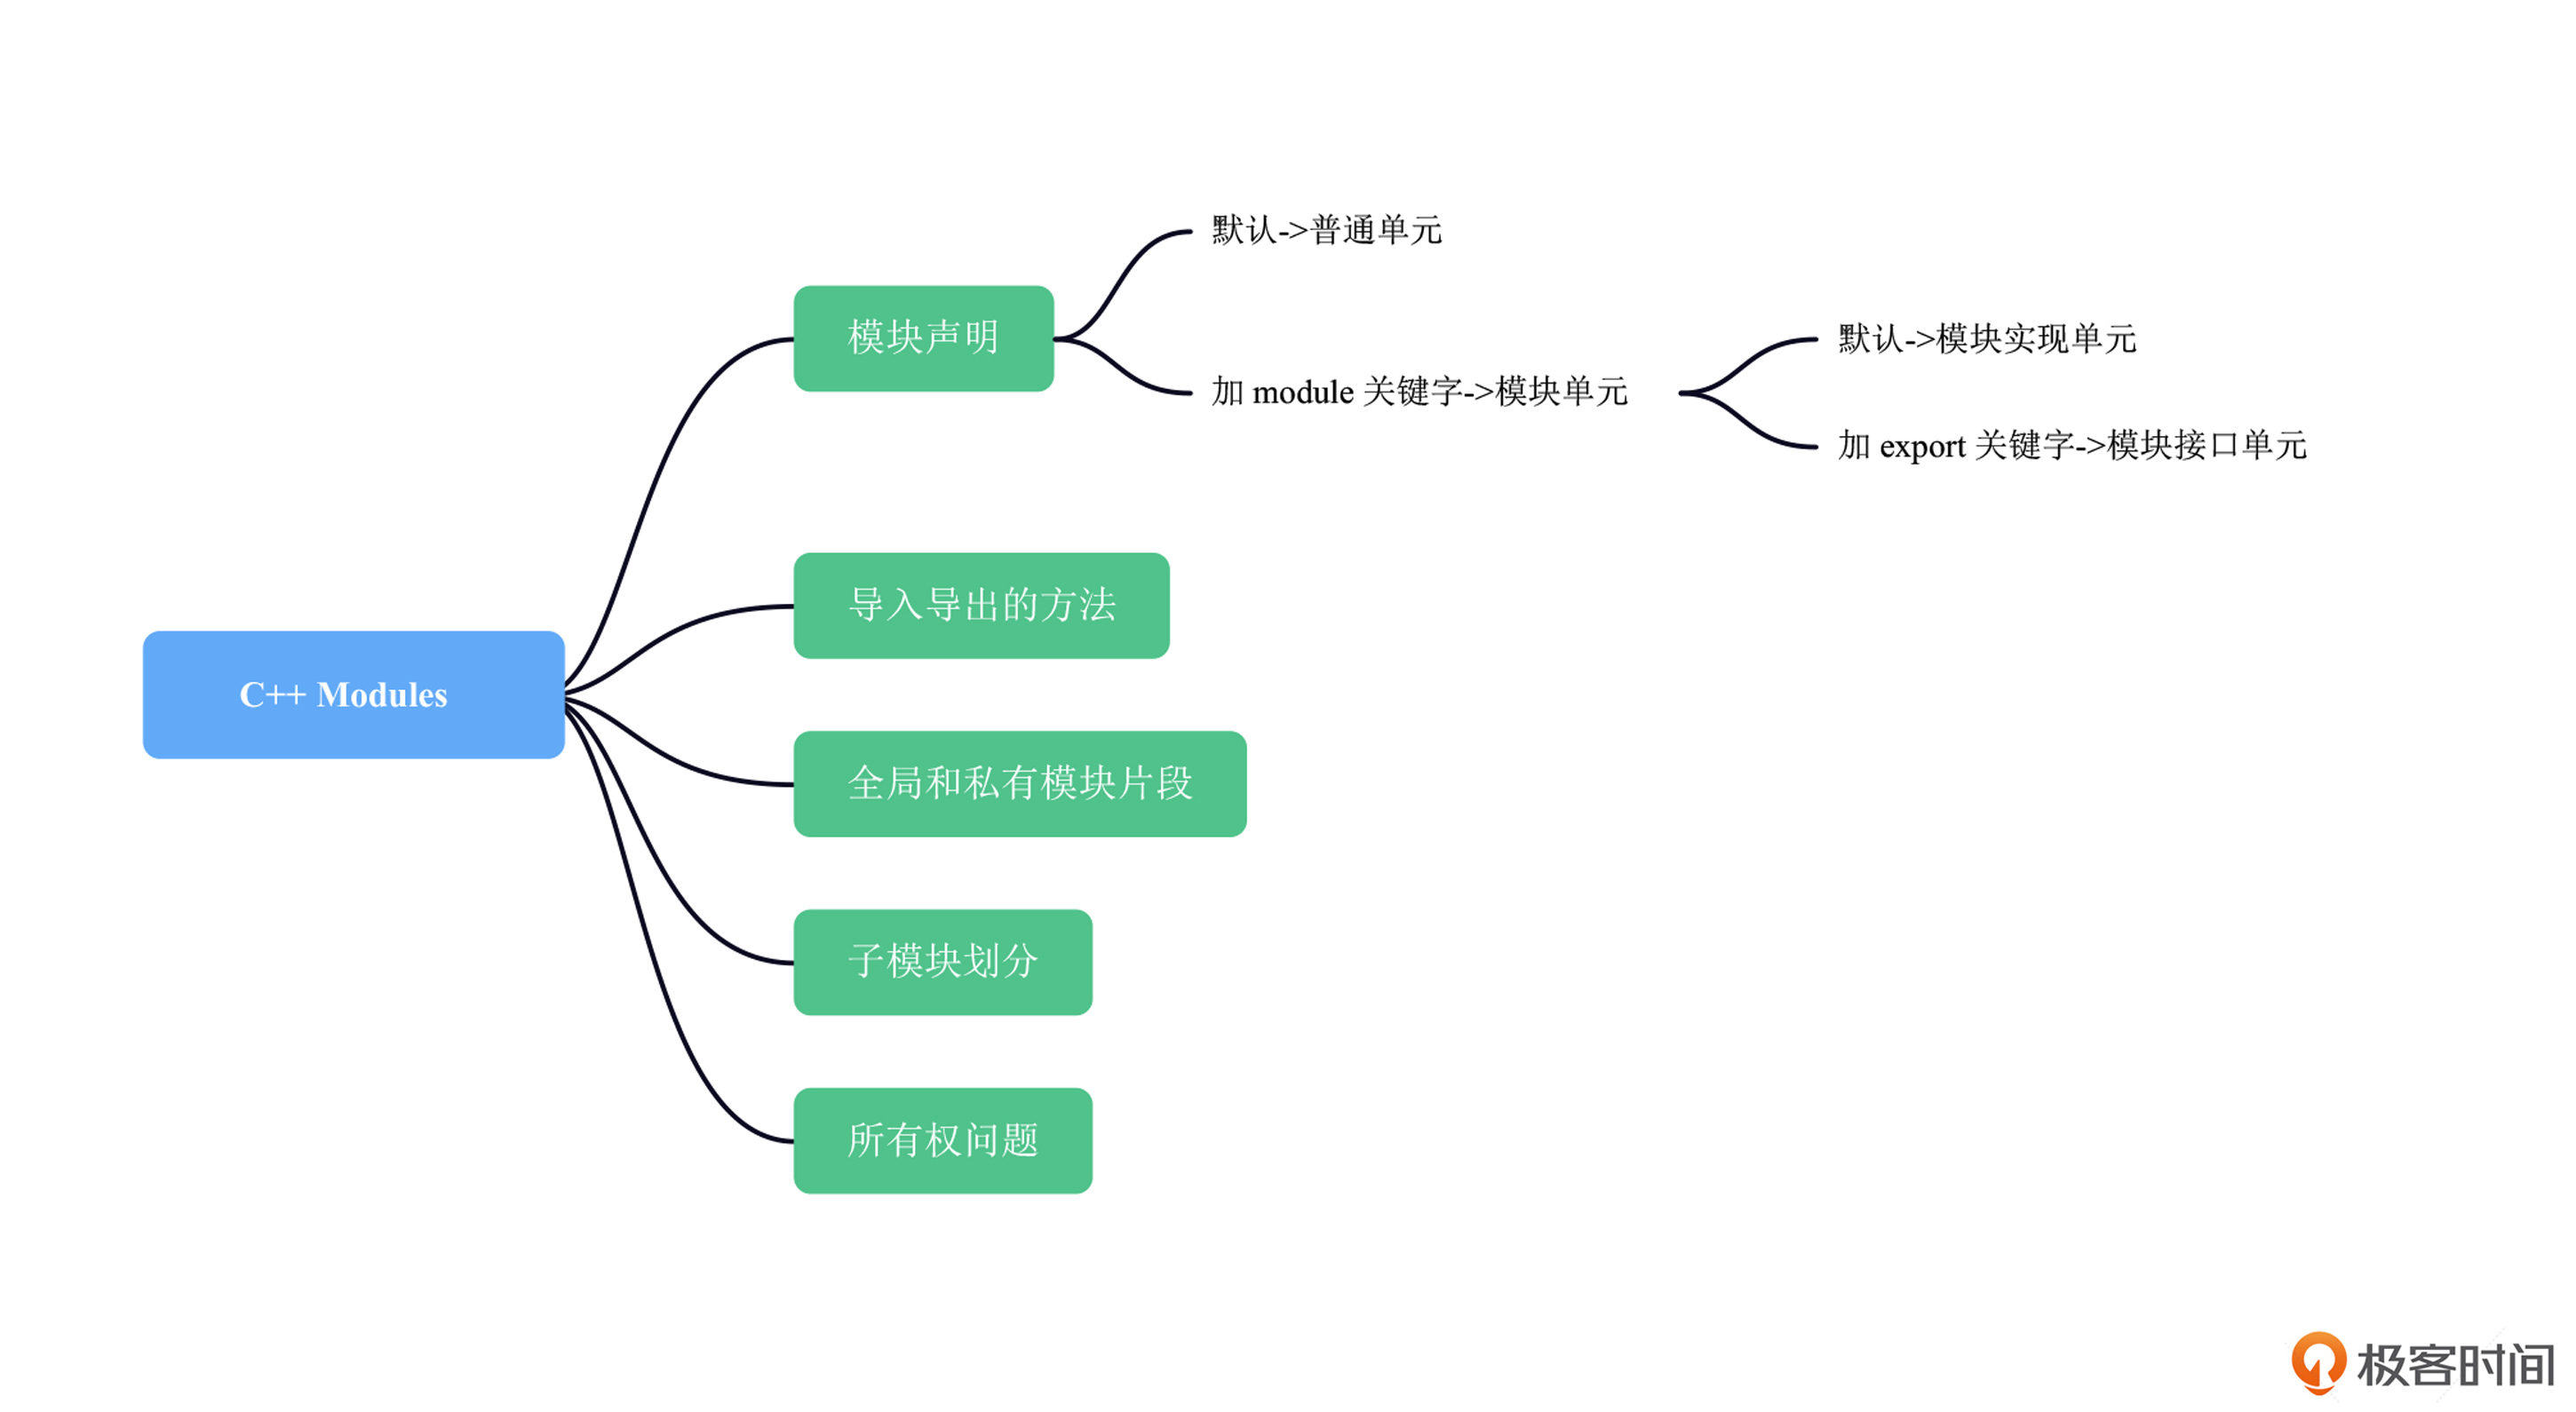 C++ Modules
模块声明
默认->普通单元
加 module 关键字->模块单元
默认->模块实现单元
加 export 关键字->模块接口单元
导入导出的方法
全局和私有模块片段
子模块划分
所有权问题
极客时间